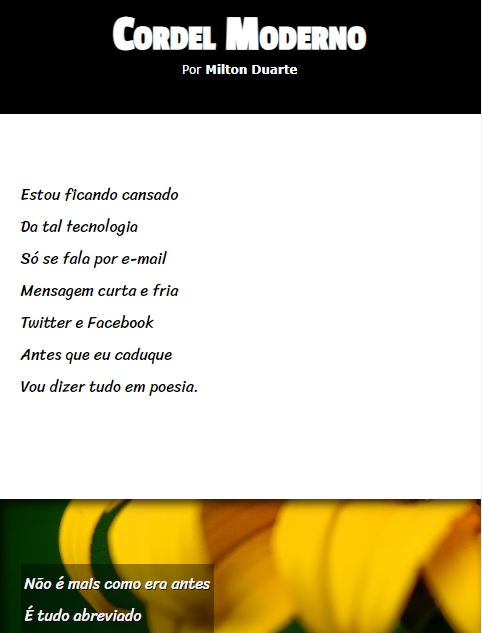 Cordel Moderno
Por Milton Duarte
Estou ficando cansado
Da tal tecnologia
Só se fala por e-mail
Mensagem curta e fria
Twitter e Facebook
Antes que eu caduque
Vou dizer tudo em poesia.
Não é mais como era antes
É tudo abreviado